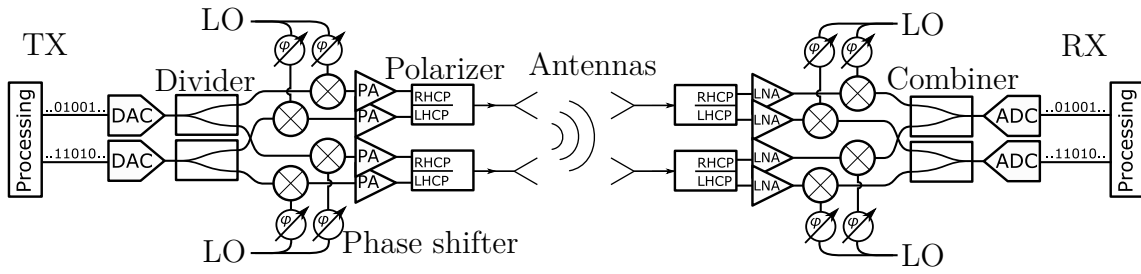 LO
LO
TX
RX
φ
φ
φ
φ
Divider
Polarizer
Antennas
Combiner
Processing
..01001..
DAC
PA
RHCP
LHCP
PA
RHCP
LHCP
LNA
LNA
ADC
..01001..
Processing
..11010..
DAC
PA
RHCP
LHCP
PA
RHCP
LHCP
LNA
LNA
ADC
..11010..
φ
φ
φ
φ
LO
Phase shifter
LO